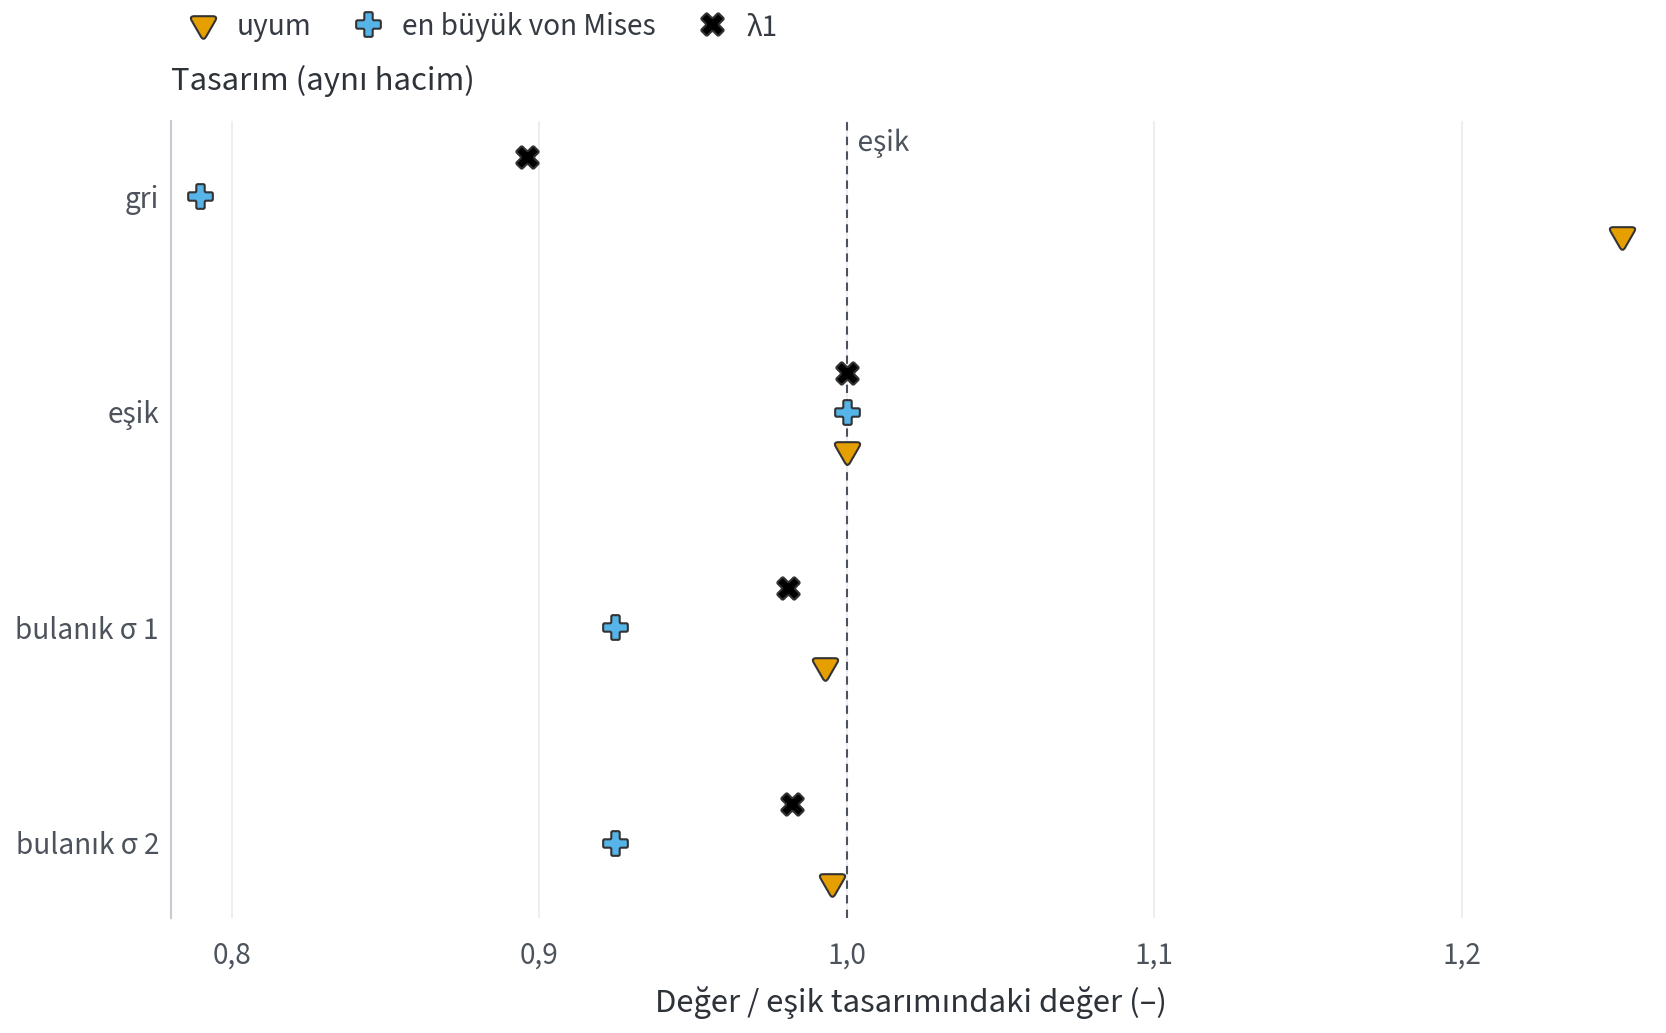 uyum en büyük von Mises λ1
Tasarım (aynı hacim)
eşik
gri
eşik
bulanık σ 1
bulanık σ 2
0,8 0,9 1,0 1,1 1,2
Değer / eşik tasarımındaki değer (–)